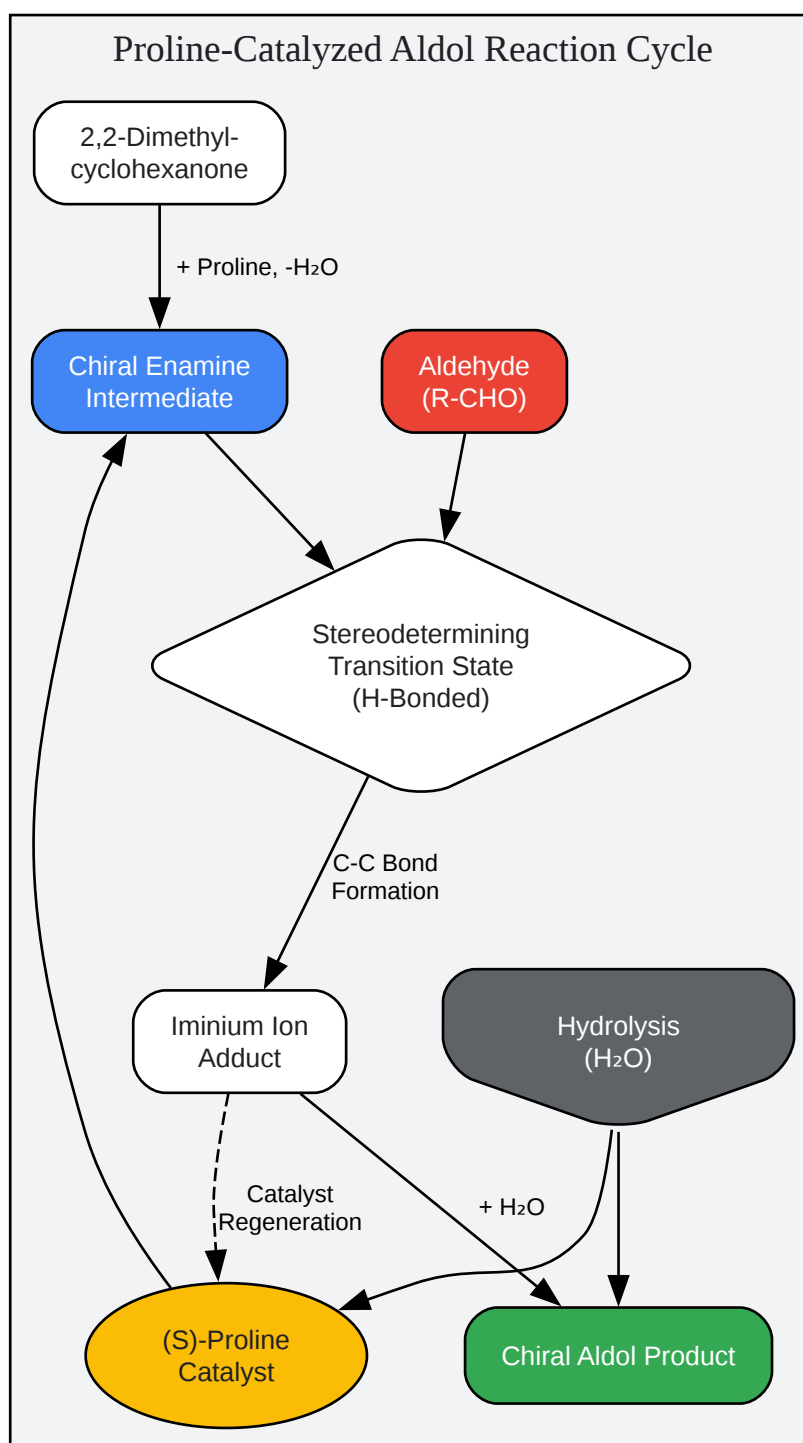 Proline-Catalyzed Aldol Reaction Cycle
2,2-Dimethyl-
cyclohexanone
+ Proline, -H₂O
Chiral Enamine
Intermediate
Aldehyde
(R-CHO)
Stereodetermining
Transition State
(H-Bonded)
C-C Bond
Formation
Iminium Ion
Adduct
Hydrolysis
(H₂O)
Catalyst
Regeneration
+ H₂O
(S)-Proline
Catalyst
Chiral Aldol Product